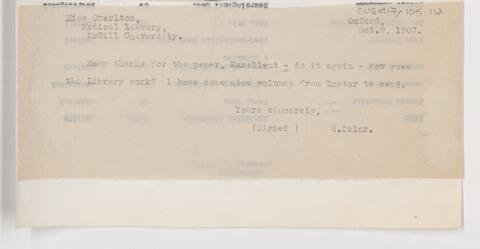 CUS417/105.112
Miss Charlton,
Oxford,
Medical Library,
Oct.9, 1907.
McGill University.
Many thanks for the paper, Excellent - do it again - How goes
the Library work? I have some nice volumes from Exeter to send.
Yours sincerely,
(Signed ) W.Osler.